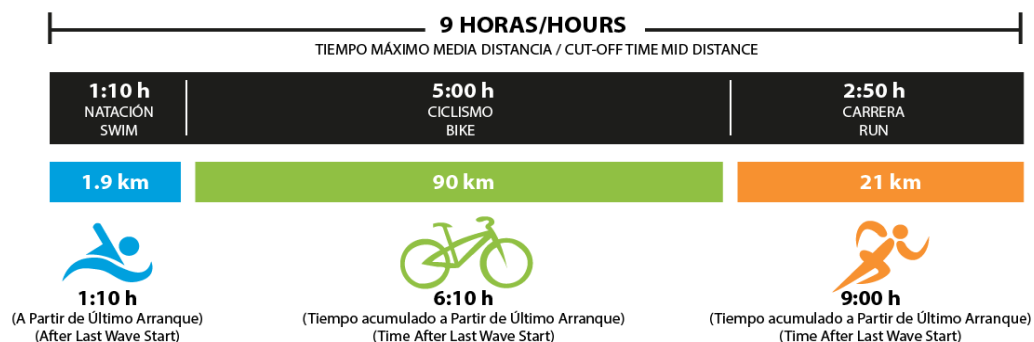 9 HORAS/HOURS
TIEMPO MÁXIMO MEDIA DISTANCIA / CUT-OFF TIME MID DISTANCE
1:10 h
NATACIÓN
SWIM
5:00 h
CICLISMO
BIKE
2:50 h
CARRERA
RUN
1.9 km
90 km
21 km
1:10 h
(A Partir de Último Arranque)
(After Last Wave Start)
6:10 h
(Tiempo acumulado a Partir de Último Arranque)
(Time After Last Wave Start)
9:00 h
(Tiempo acumulado a Partir de Último Arranque)
(Time After Last Wave Start)